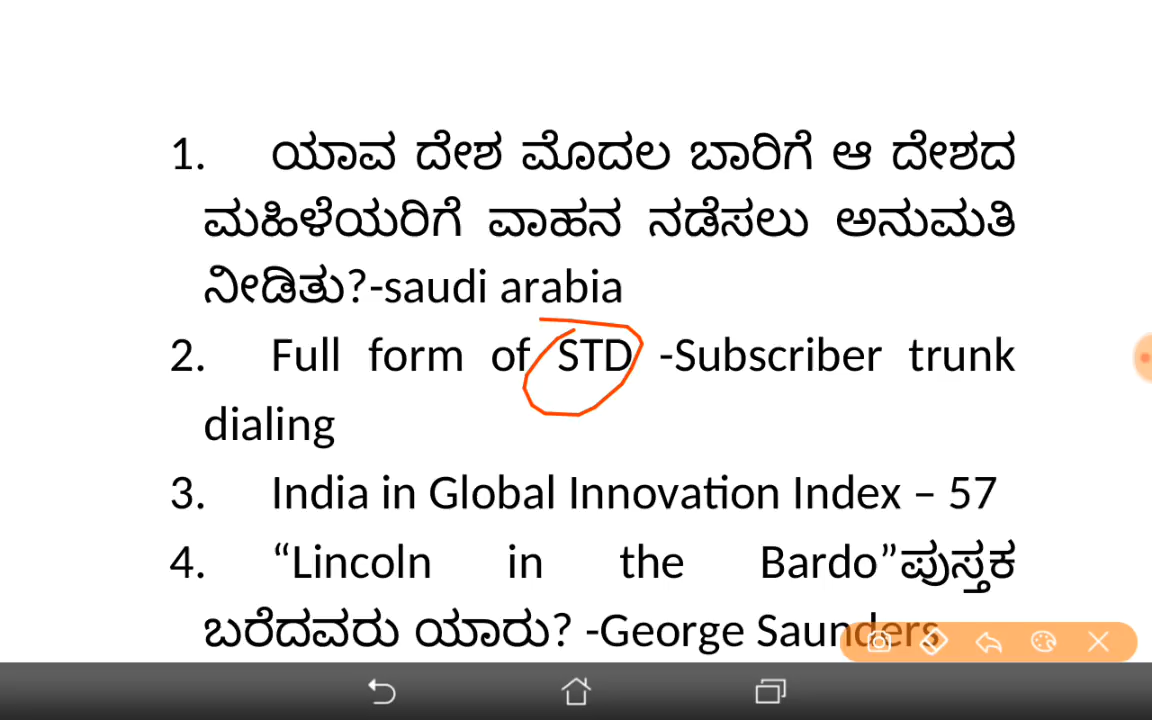 1. ಯಾವ ದೇಶ ಮೊದಲ ಬಾರಿಗೆ ಆ ದೇಶದ
ಮಹಿಳೆಯರಿಗೆ ವಾಹನ ನಡೆಸಲು ಅನುಮತಿ
ನೀಡಿತು?-saudi arabia
2. Full form of STD -Subscriber trunk
dialing
3. India in Global Innovation Index – 57
4. “Lincoln in the Bardo”ಪುಸ್ತಕ
ಬರೆದವರು ಯಾರು? -George Saunders